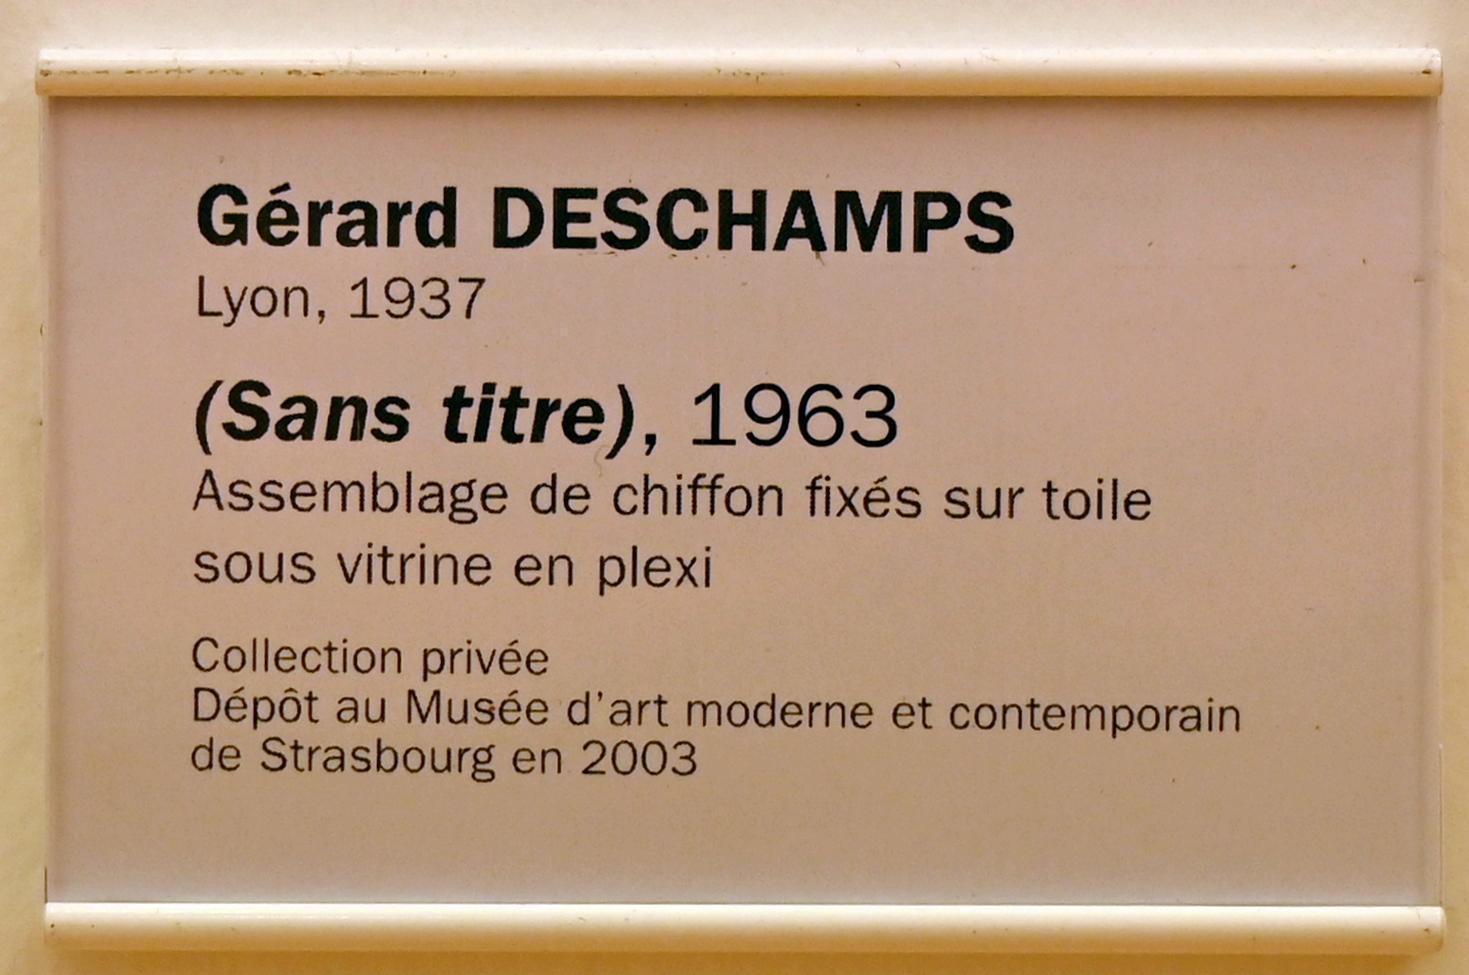 Gérard DESCHAMPS
Lyon, 1937
(Sans titre), 1963
Assemblage de chiffon fixés sur toile
sous vitrine en plexi
Collection privée
Dépôt au Musée d'art moderne et contemporain
de Strasbourg en 2003